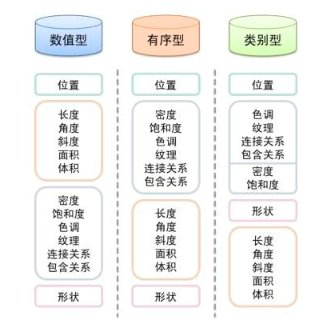 数值型
位置
长度
角度
斜度
面积
体积
密度
饱和度
色调
纹理
连接关系
包含关系
形状
有序型
位置
密度
饱和度
色调
纹理
连接关系
包含关系
长度
角度
斜度
面积
体积
形状
类别型
位置
色调
纹理
连接关系
包含关系
密度
饱和度
形状
长度
角度
斜度
面积
体积